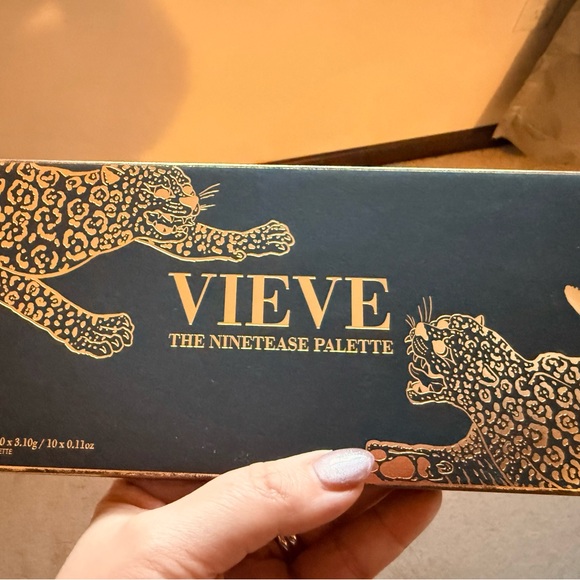 VIEVE
THE NINETEASE PALETTE
0 x 3.10g / 10 x 0.11oz
ETTE